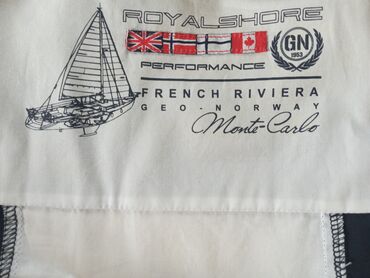 ROYALSHORE
GN
1953
PERFORMANCE
FRENCH RIVIERA
GEO-NORWAY
Monte-Carlo